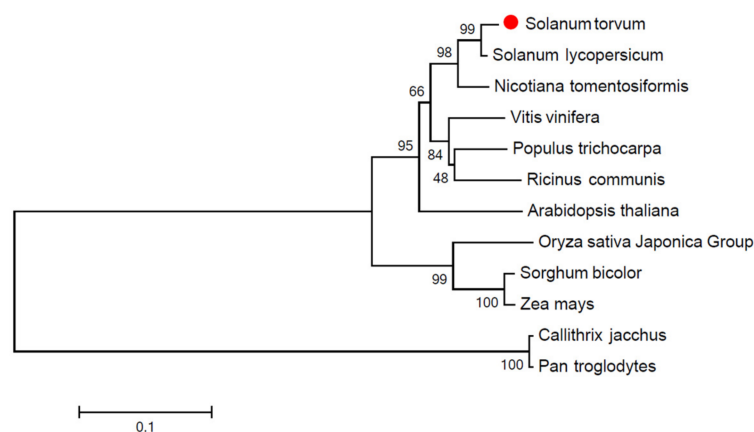 99
Solanum torvum
Solanum lycopersicum
98
Nicotiana tomentosiformis
66
Vitis vinifera
95
84
Populus trichocarpa
48
Ricinus communis
Arabidopsis thaliana
Oryza sativa Japonica Group
99
Sorghum bicolor
100
Zea mays
Callithrix jacchus
100
Pan troglodytes
0.1